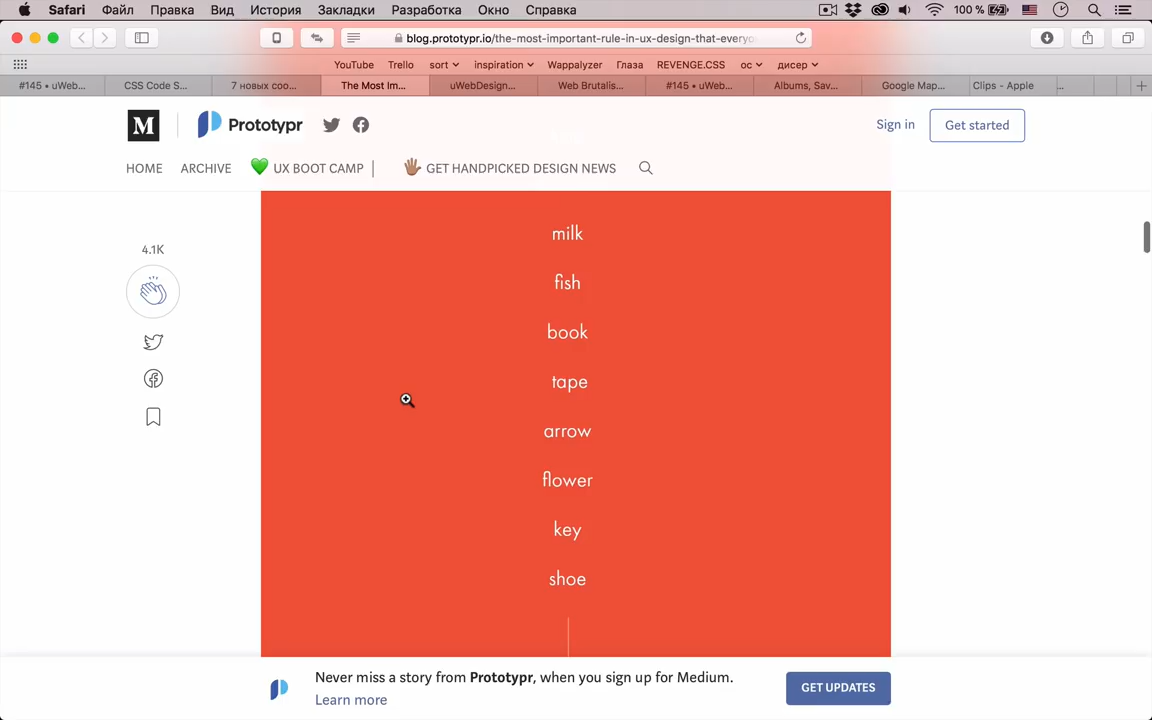 Safari Файл Правка Вид История Закладки Разработка Окно Справка 100 %
blog.prototypr.io/the-most-important-rule-in-ux-design-that-everyo
YouTube Trello sort inspiration Wappalyzer Глаза REVENGE.CSS ос дисер
#145 • uWeb... CSS Code S... 7 новых соо... The Most Im... uWebDesign... Web Brutalis... #145 • uWeb... Albums, Sav... Google Map... Clips - Apple ...
M Prototypr
Sign in Get started
HOME ARCHIVE UX BOOT CAMP | GET HANDPICKED DESIGN NEWS
milk
4.1K
fish
book
tape
arrow
flower
key
shoe
Never miss a story from Prototypr, when you sign up for Medium.
Learn more
GET UPDATES